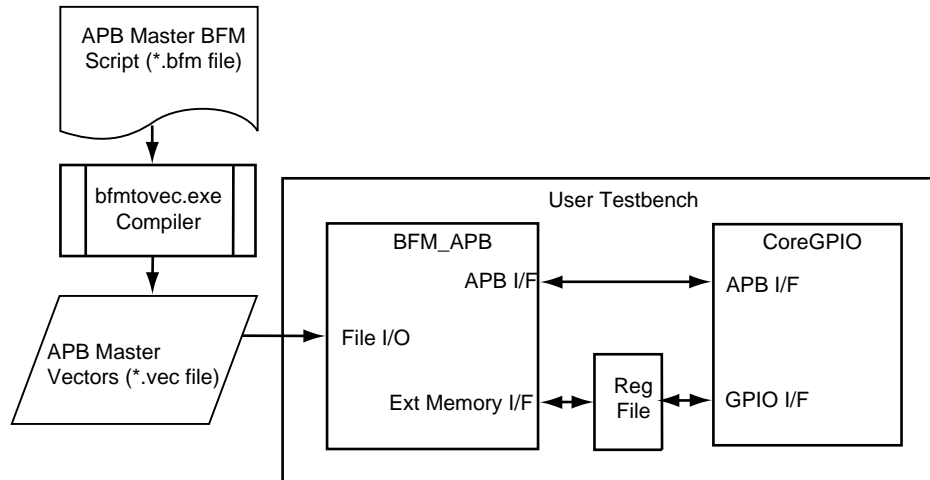 APB Master BFM
Script (*.bfm file)
bfmtovec.exe
Compiler
APB Master
Vectors (*.vec file)
User Testbench
BFM_APB
APB I/F
File I/O
Ext Memory I/F
Reg
File
CoreGPIO
APB I/F
GPIO I/F